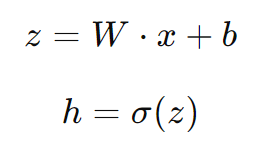 z = W · x + b
h = σ(z)